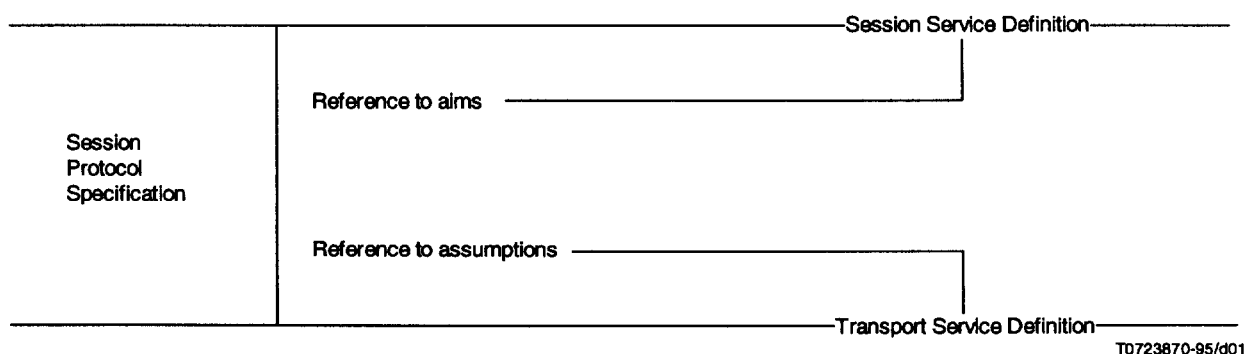 Session Service Definition
Reference to aims
Session
Protocol
Specification
Reference to assumptions
Transport Service Definition
T0723870-95/d01